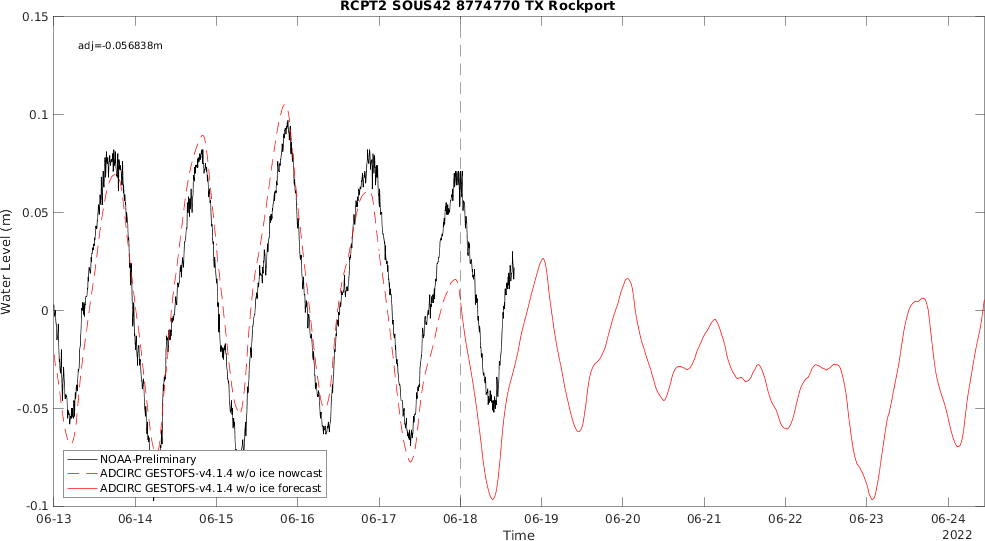 RCPT2 SOUS42 8774770 TX Rockport
adj=-0.056838m
0.15
0.1
0.05
0
-0.05
-0.1
Water Level (m)
NOAA-Preliminary
ADCIRC GESTOFS-v4.1.4 w/o ice nowcast
ADCIRC GESTOFS-v4.1.4 w/o ice forecast
06-13 06-14 06-15 06-16 06-17 06-18 06-19 06-20 06-21 06-22 06-23 06-24
Time
2022